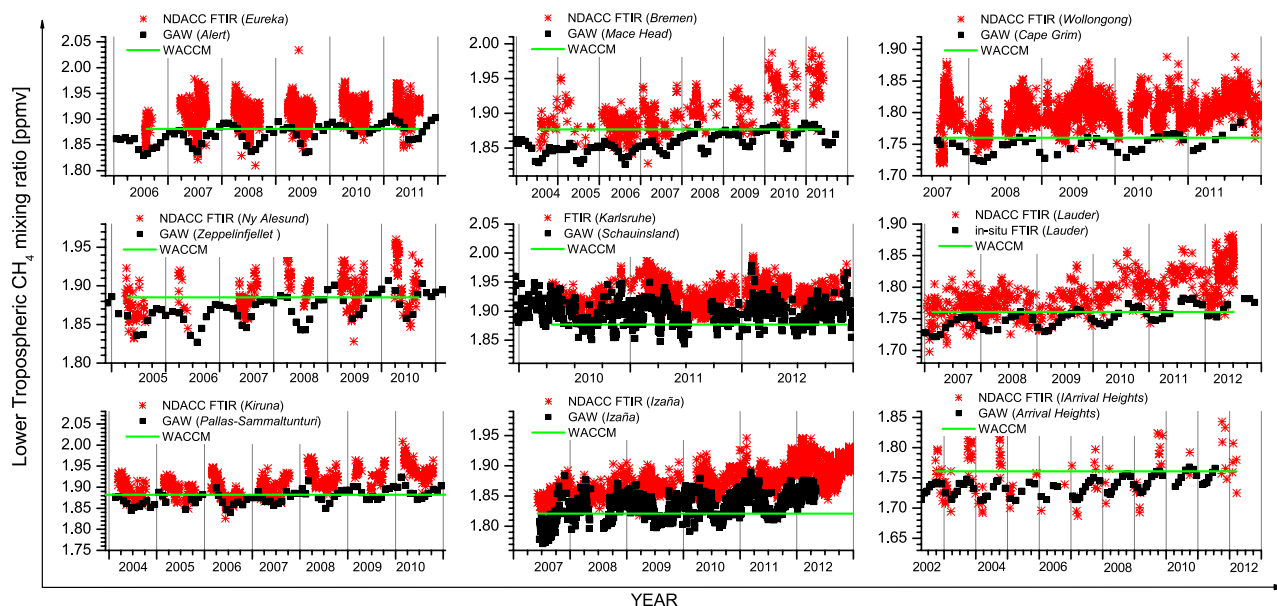 Lower Tropospheric CH4 mixing ratio [ppmv]
NDACC FTIR (Eureka)
GAW (Alert)
WACCM
2.05
2.00
1.95
1.90
1.85
1.80
2006 2007 2008 2009 2010 2011
NDACC FTIR (Bremen)
GAW (Mace Head)
WACCM
2.00
1.95
1.90
1.85
2004 2005 2006 2007 2008 2009 2010 2011
NDACC FTIR (Wollongong)
GAW (Cape Grim)
WACCM
1.90
1.85
1.80
1.75
1.70
2007 2008 2009 2010 2011
NDACC FTIR (Ny Alesund)
GAW (Zeppelinfjellet )
WACCM
1.95
1.90
1.85
1.80
2005 2006 2007 2008 2009 2010
FTIR (Karlsruhe)
GAW (Schauinsland)
WACCM
2.05
2.00
1.95
1.90
1.85
2010 2011 2012
NDACC FTIR (Lauder)
in-situ FTIR (Lauder)
WACCM
1.90
1.85
1.80
1.75
1.70
2007 2008 2009 2010 2011 2012
NDACC FTIR (Kiruna)
GAW (Pallas-Sammaltunturi)
WACCM
2.05
2.00
1.95
1.90
1.85
1.80
1.75
2004 2005 2006 2007 2008 2009 2010
NDACC FTIR (Izaña)
GAW (Izaña)
WACCM
1.95
1.90
1.85
1.80
2007 2008 2009 2010 2011 2012
NDACC FTIR (IArrival Heights)
GAW (Arrival Heights)
WACCM
1.85
1.80
1.75
1.70
1.65
2002 2003 2004 2005 2006 2007 2008 2009 2010 2011 2012
YEAR